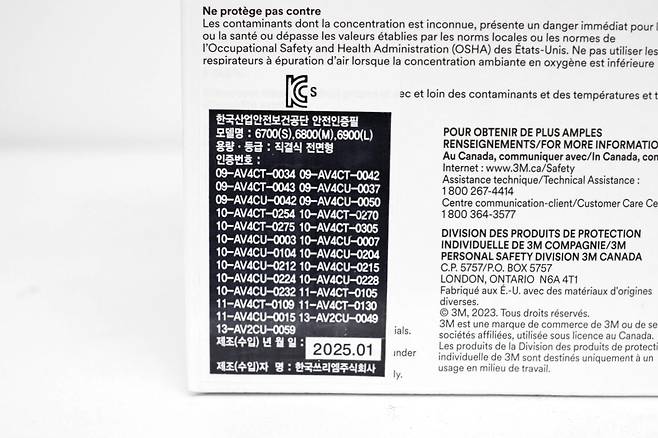 Ne protège pas contre
Les contaminants dont la concentration est inconnue, présente un danger immédiat pour
ou la santé ou dépasse les valeurs établies par les norms locales ou les normes de
l'Occupational Safety and Health Administration (OSHA) des États-Unis. Ne pas utiliser les
respirateurs à épuration d'air lorsque la concentration ambiante en oxygène est inférieure
ec et loin des contaminants et des températures et
KC s
한국산업안전보건공단 안전인증필
모델명 : 6700(S),6800(M),6900(L)
용량·등급 : 직결식 전면형
인증번호 :
09-AV4CT-0034 09-AV4CT-0042
09-AV4CT-0043 09-AV4CU-0037
09-AV4CU-0042 09-AV4CU-0050
10-AV4CT-0254 10-AV4CT-0270
10-AV4CT-0275 10-AV4CT-0305
10-AV4CU-0003 10-AV4CU-0007
10-AV4CU-0104 10-AV4CU-0204
10-AV4CU-0212 10-AV4CU-0215
10-AV4CU-0224 10-AV4CU-0228
10-AV4CU-0232 11-AV4CU-0105
11-AV4CT-0109 11-AV4CU-0130
11-AV4CU-0015 13-AV2CU-0049
13-AV2CU-0059
제조(수입) 년 월 일 : 2025.01
제조(수입)자 명 : 한국쓰리엠주식회사
ials.
under
ly.
POUR OBTENIR DE PLUS AMPLES
RENSEIGNEMENTS/FOR MORE INFORMATION
Au Canada, communiquer avec/In Canada,
Internet : www.3M.ca/Safety
Assistance technique/Technical Assistance :
1 800 267-4414
Centre communication-client/Customer Care
1 800 364-3577
DIVISION DES PRODUITS DE PROTECTION
INDIVIDUELLE DE 3M COMPAGNIE/3M
PERSONAL SAFETY DIVISION 3M CANADA
C.P. 5757/P.O. BOX 5757
LONDON, ONTARIO N6A 4T1
Fabriqué aux É.-U. avec des matériaux d'origines
diverses.
© 3M, 2023. Tous droits réservés.
3M est une marque de commerce de 3M ou de se
sociétés affiliées, utilisée sous licence au Canada.
Les produits de la Division des produits de protecti
individuelle de 3M sont destinés uniquement à un
usage en milieu de travail.